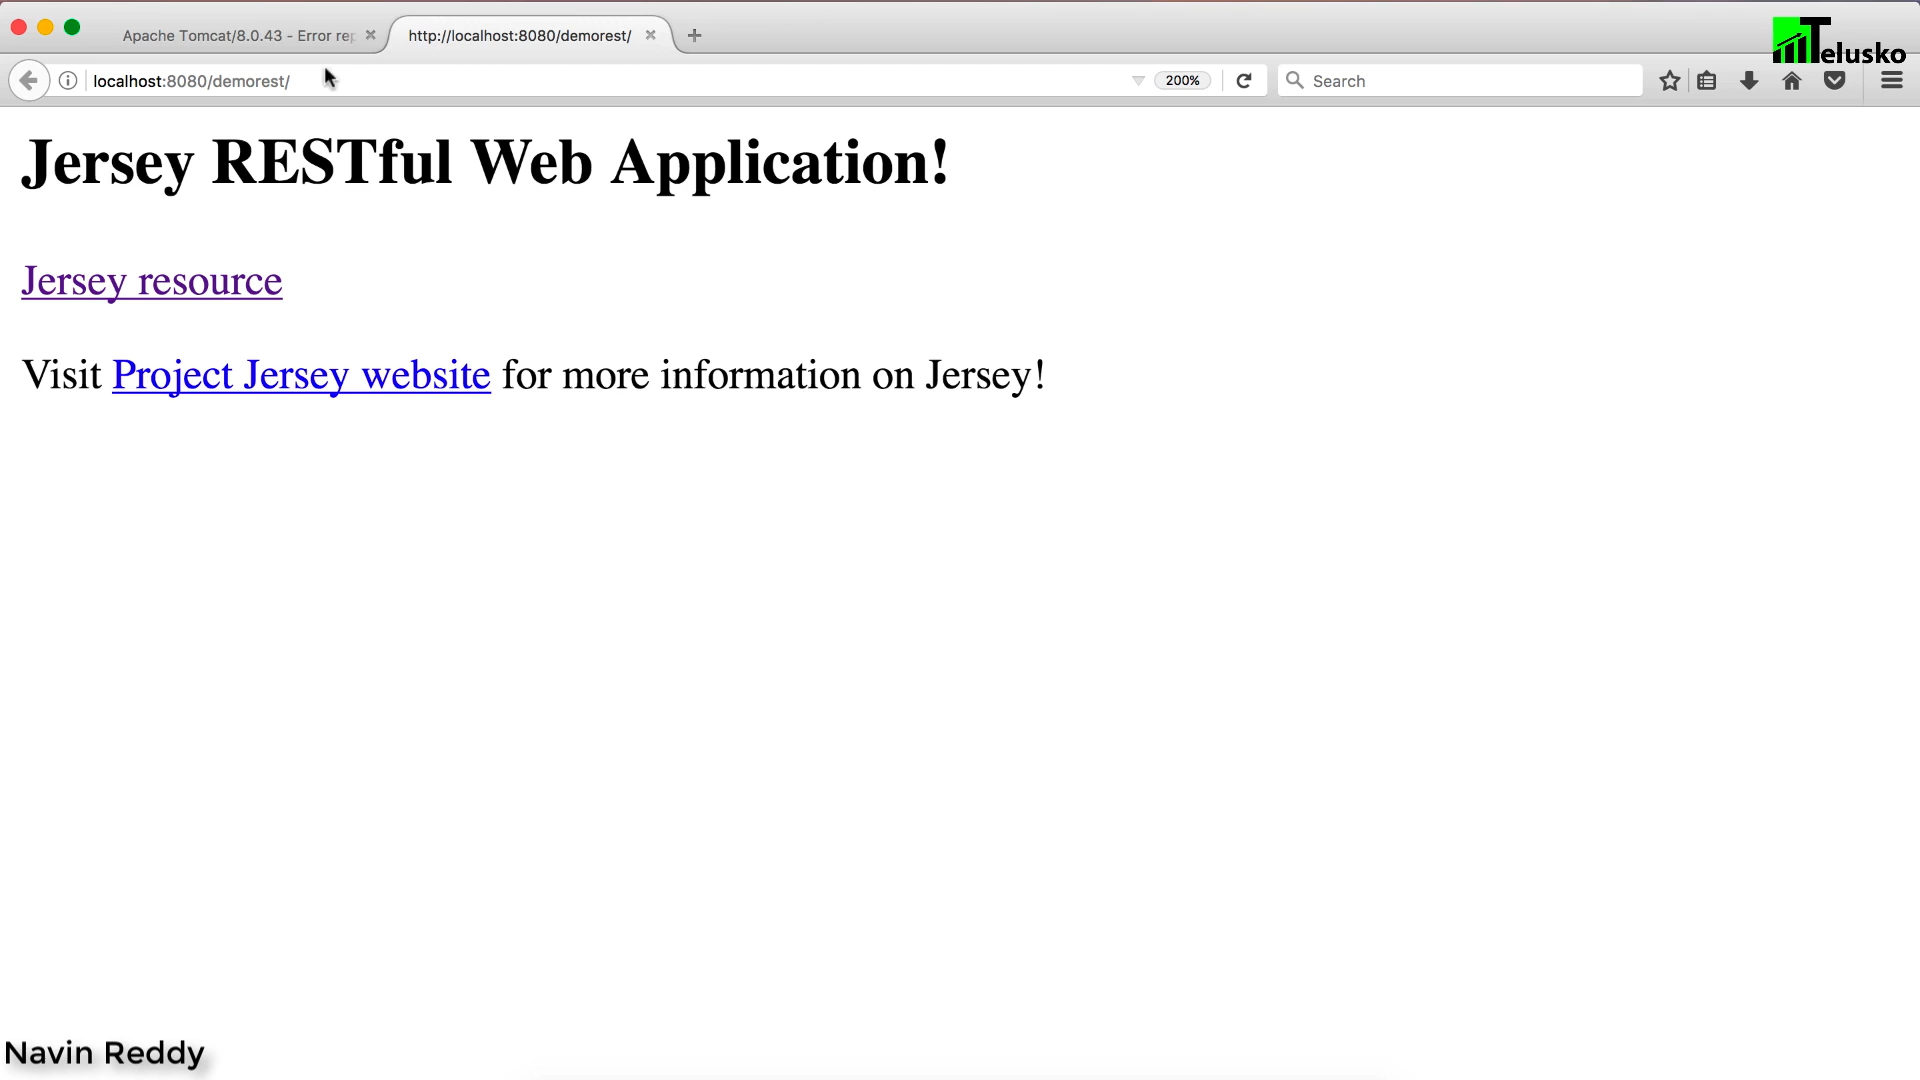 Apache Tomcat/8.0.43 - Error rep
http://localhost:8080/demorest/
Telusko
localhost:8080/demorest/
200%
Search
Jersey RESTful Web Application!
Jersey resource
Visit Project Jersey website for more information on Jersey!
Navin Reddy